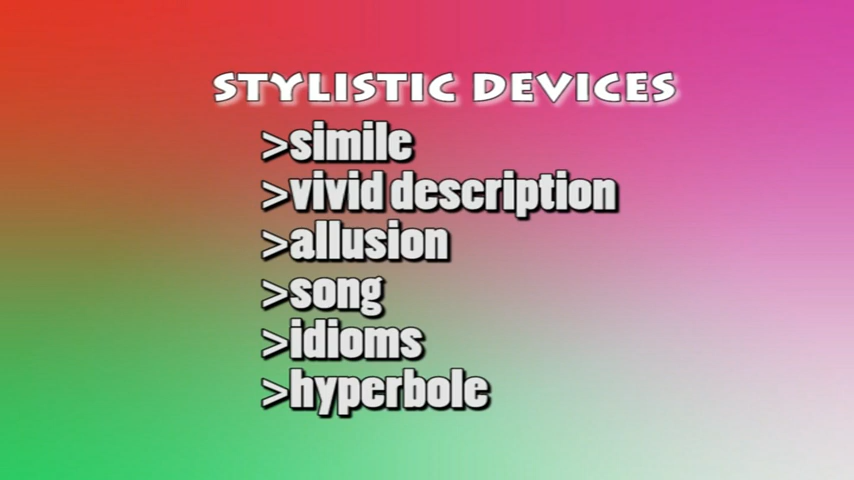 STYLISTIC DEVICES
>simile
>vivid description
>allusion
>song
>idioms
>hyperbole